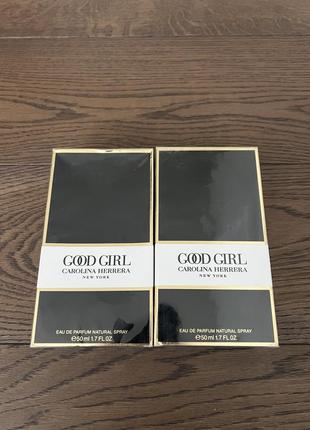 GOOD GIRL
CAROLINA HERRERA
NEW YORK
EAU DE PARFUM NATURAL SPRAY
℮50 ml 1.7 FL OZ
GOOD GIRL
CAROLINA HERRERA
NEW YORK
EAU DE PARFUM NATURAL SPRAY
℮50 ml 1.7 FL OZ